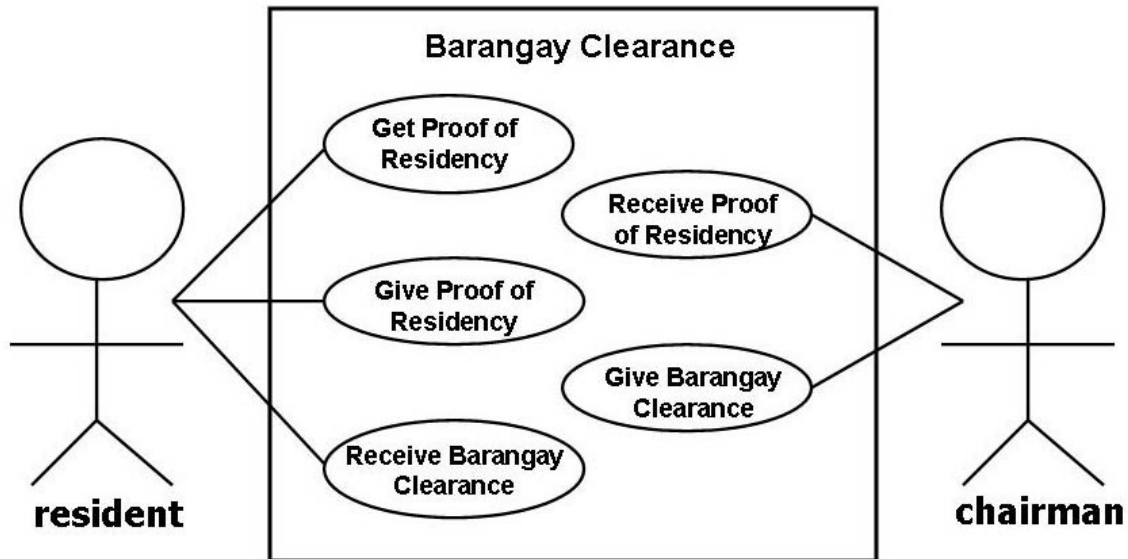 Barangay Clearance
Get Proof of
Residency
Receive Proof
of Residency
Give Proof of
Residency
Give Barangay
Clearance
Receive Barangay
Clearance
resident
chairman